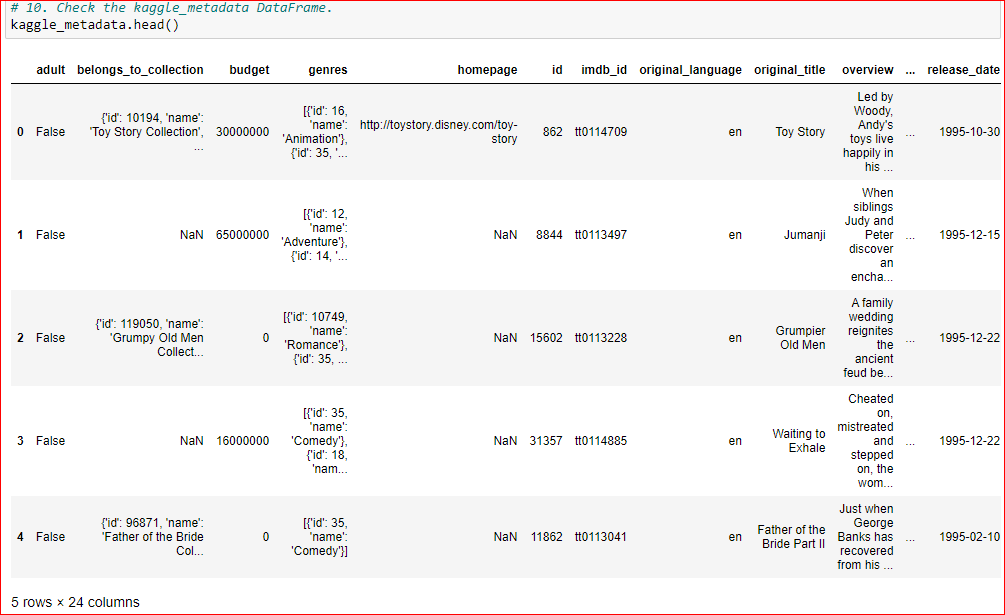 # 10. Check the kaggle_metadata DataFrame.
kaggle_metadata.head()
adult belongs_to_collection budget genres homepage id imdb_id original_language original_title overview ... release_date
0 False {'id': 10194, 'name': 'Toy Story Collection', ... 30000000 [{'id': 16, 'name': 'Animation'}, {'id': 35, '... http://toystory.disney.com/toy-story 862 tt0114709 en Toy Story Led by Woody, Andy's toys live happily in his ... ... 1995-10-30
1 False NaN 65000000 [{'id': 12, 'name': 'Adventure'}, {'id': 14, '... NaN 8844 tt0113497 en Jumanji When siblings Judy and Peter discover an encha... ... 1995-12-15
2 False {'id': 119050, 'name': 'Grumpy Old Men Collect... 0 [{'id': 10749, 'name': 'Romance'}, {'id': 35, ... NaN 15602 tt0113228 en Grumpier Old Men A family wedding reignites the ancient feud be... ... 1995-12-22
3 False NaN 16000000 [{'id': 35, 'name': 'Comedy'}, {'id': 18, 'nam... NaN 31357 tt0114885 en Waiting to Exhale Cheated on, mistreated and stepped on, the wom... ... 1995-12-22
4 False {'id': 96871, 'name': 'Father of the Bride Col... 0 [{'id': 35, 'name': 'Comedy'}] NaN 11862 tt0113041 en Father of the Bride Part II Just when George Banks has recovered from his ... ... 1995-02-10
5 rows × 24 columns